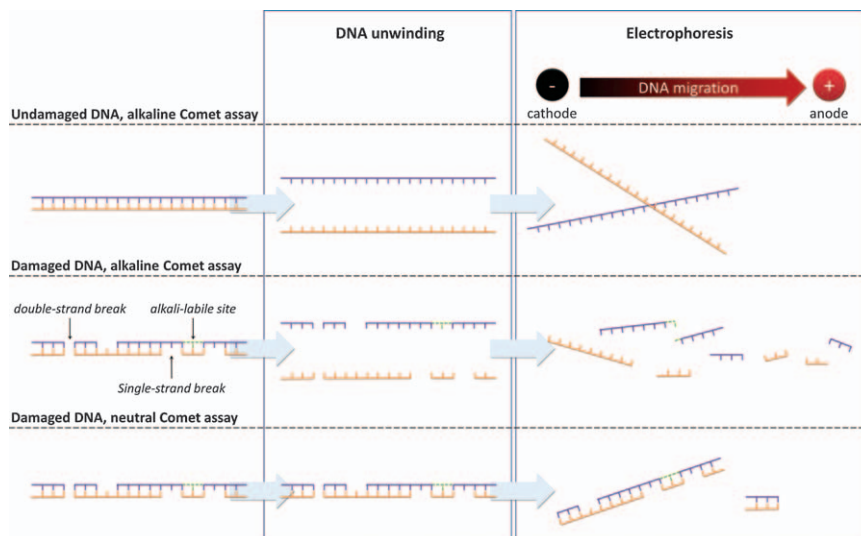 DNA unwinding
Electrophoresis
-
DNA migration
+
cathode
anode
Undamaged DNA, alkaline Comet assay
Damaged DNA, alkaline Comet assay
double-strand break
alkali-labile site
Single-strand break
Damaged DNA, neutral Comet assay